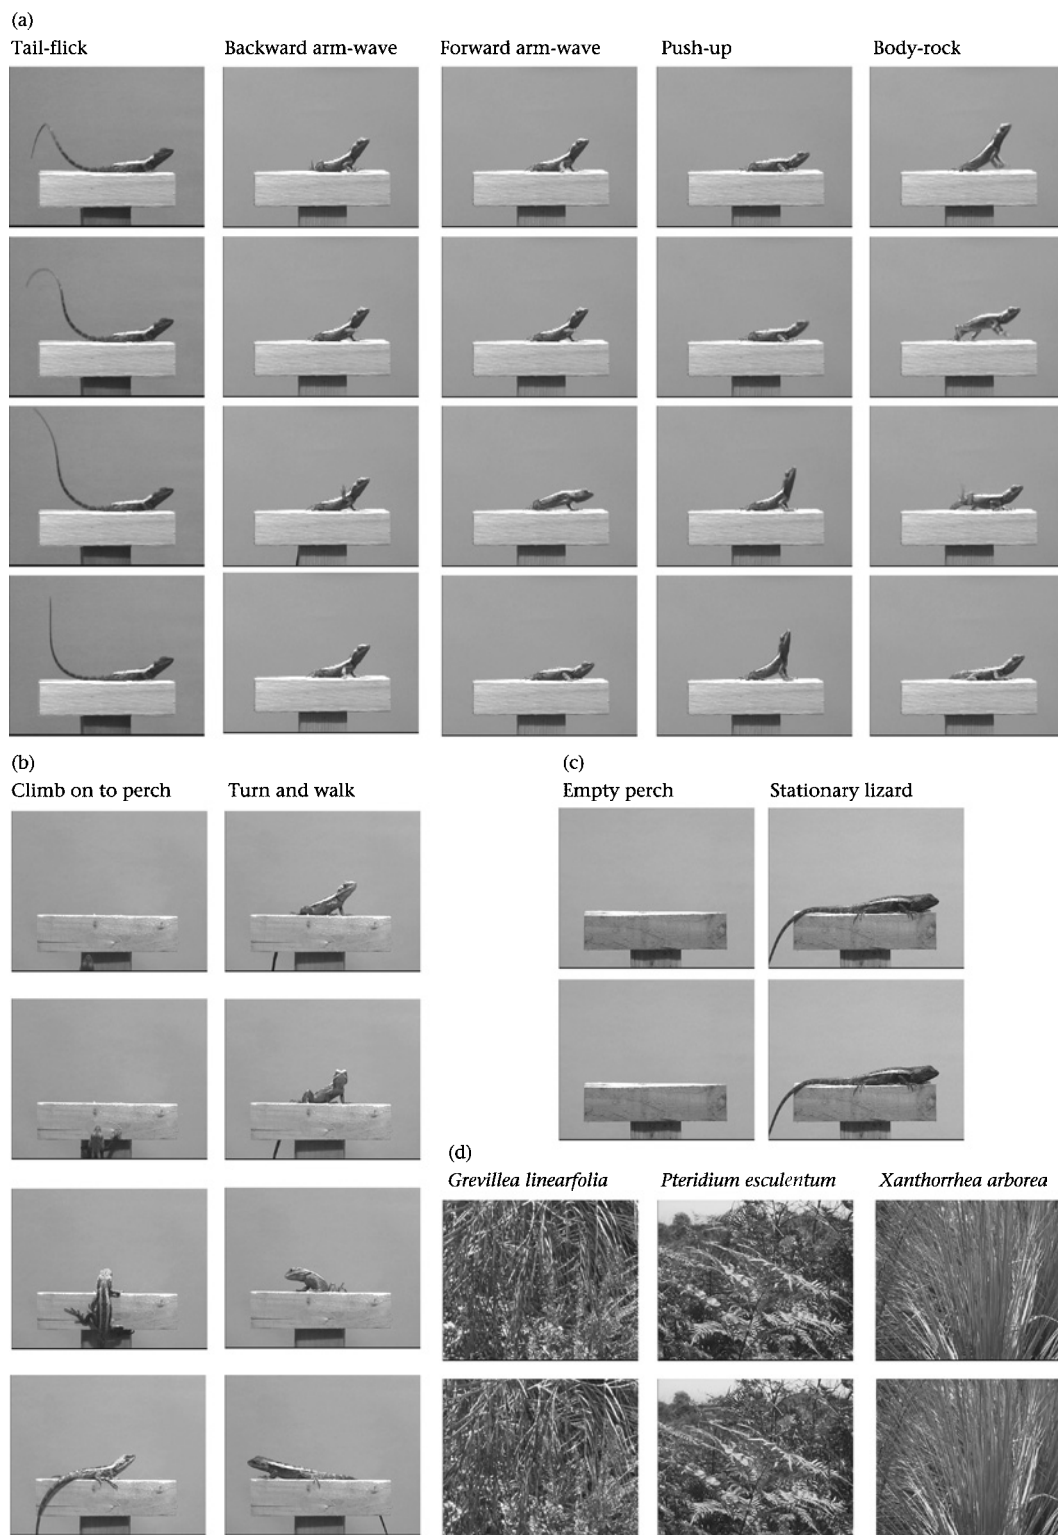 (a)
Tail-flick Backward arm-wave Forward arm-wave Push-up Body-rock
(b)
Climb on to perch Turn and walk
(c)
Empty perch Stationary lizard
(d)
Grevillea linearfolia Pteridium esculentum Xanthorrhea arborea